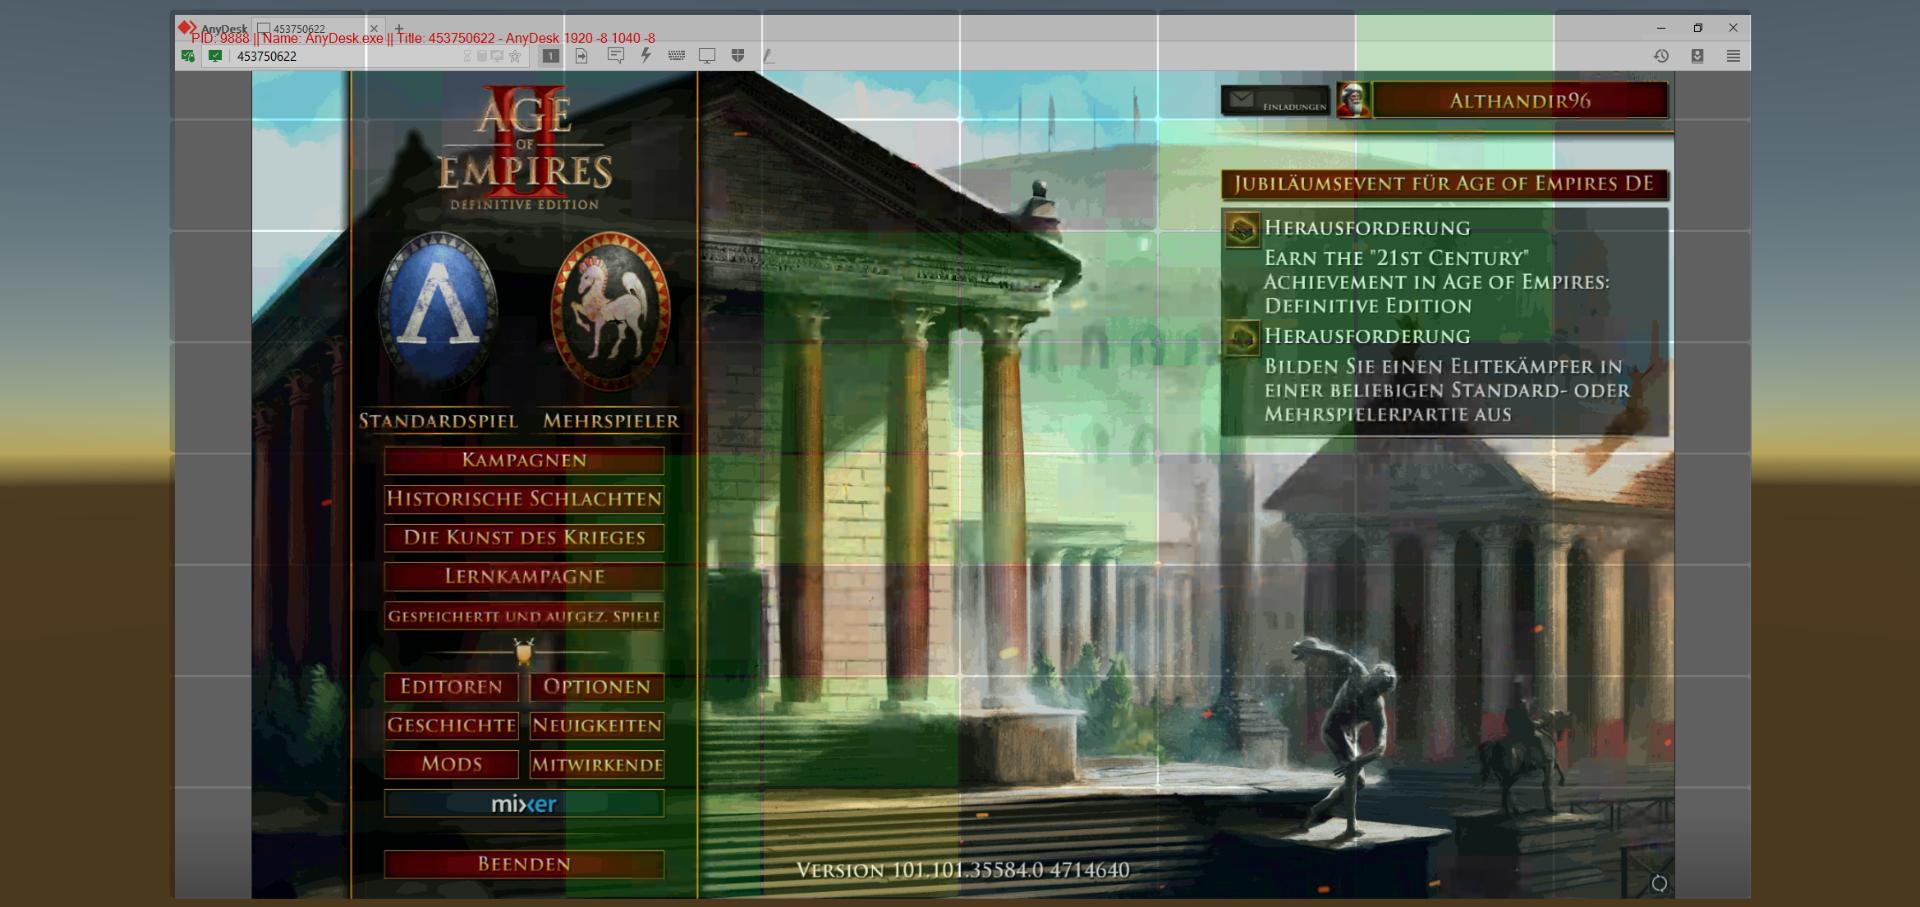 AnyDesk
453750622
PID: 9888 || Name: AnyDesk.exe || Title: 453750622 - AnyDesk 1920 -8 1040 -8
453750622
1
AGE
II
OF
EMPIRES
DEFINITIVE EDITION
EINLADUNGEN
ALTHANDIR96
JUBILÄUMSEVENT FÜR AGE OF EMPIRES DE
HERAUSFORDERUNG
EARN THE "21ST CENTURY"
ACHIEVEMENT IN AGE OF EMPIRES:
DEFINITIVE EDITION
HERAUSFORDERUNG
BILDEN SIE EINEN ELITEKÄMPFER IN
EINER BELIEBIGEN STANDARD- ODER
MEHRSPIELERPARTIE AUS
STANDARDSPIEL MEHRSPIELER
KAMPAGNEN
HISTORISCHE SCHLACHTEN
DIE KUNST DES KRIEGES
LERNKAMPAGNE
GESPEICHERTE UND AUFGEZ. SPIELE
EDITOREN OPTIONEN
GESCHICHTE NEUIGKEITEN
MODS MITWIRKENDE
mixer
BEENDEN
VERSION 101.101.35584.0 4714640